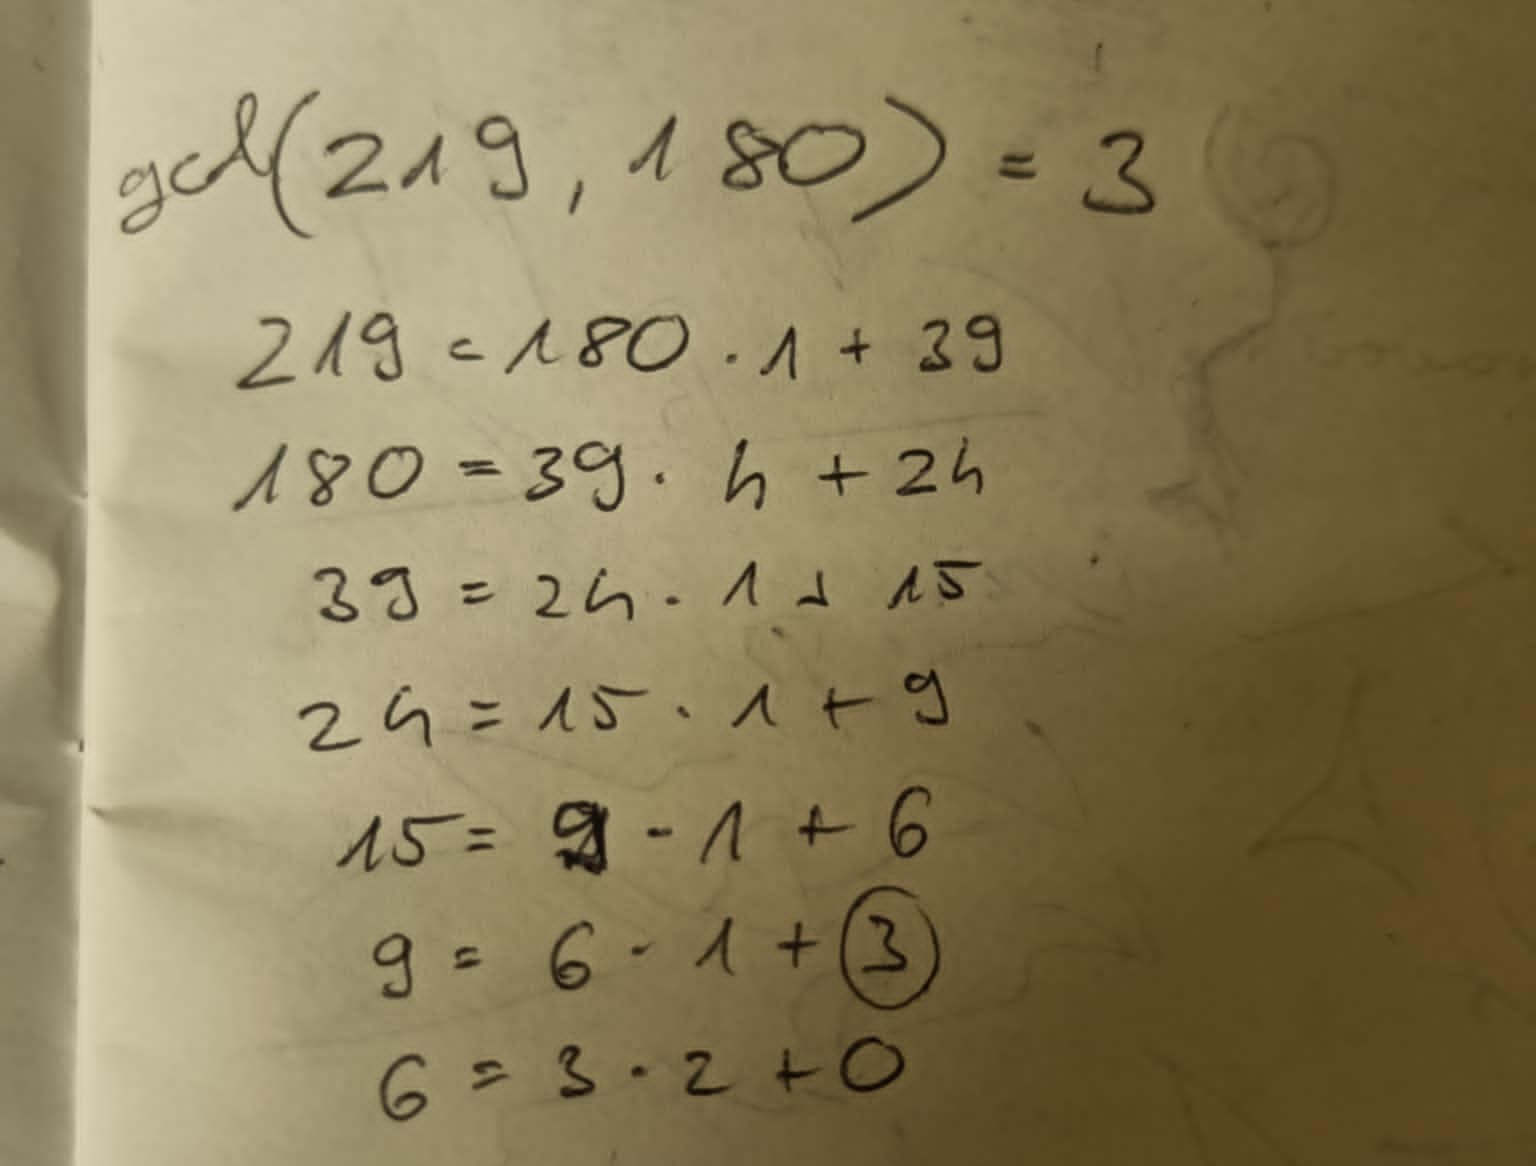 gcd(219, 180) = 3
219 = 180 · 1 + 39
180 = 39 · 4 + 24
39 = 24 · 1 + 15
24 = 15 · 1 + 9
15 = 9 · 1 + 6
9 = 6 · 1 + 3
6 = 3 · 2 + 0